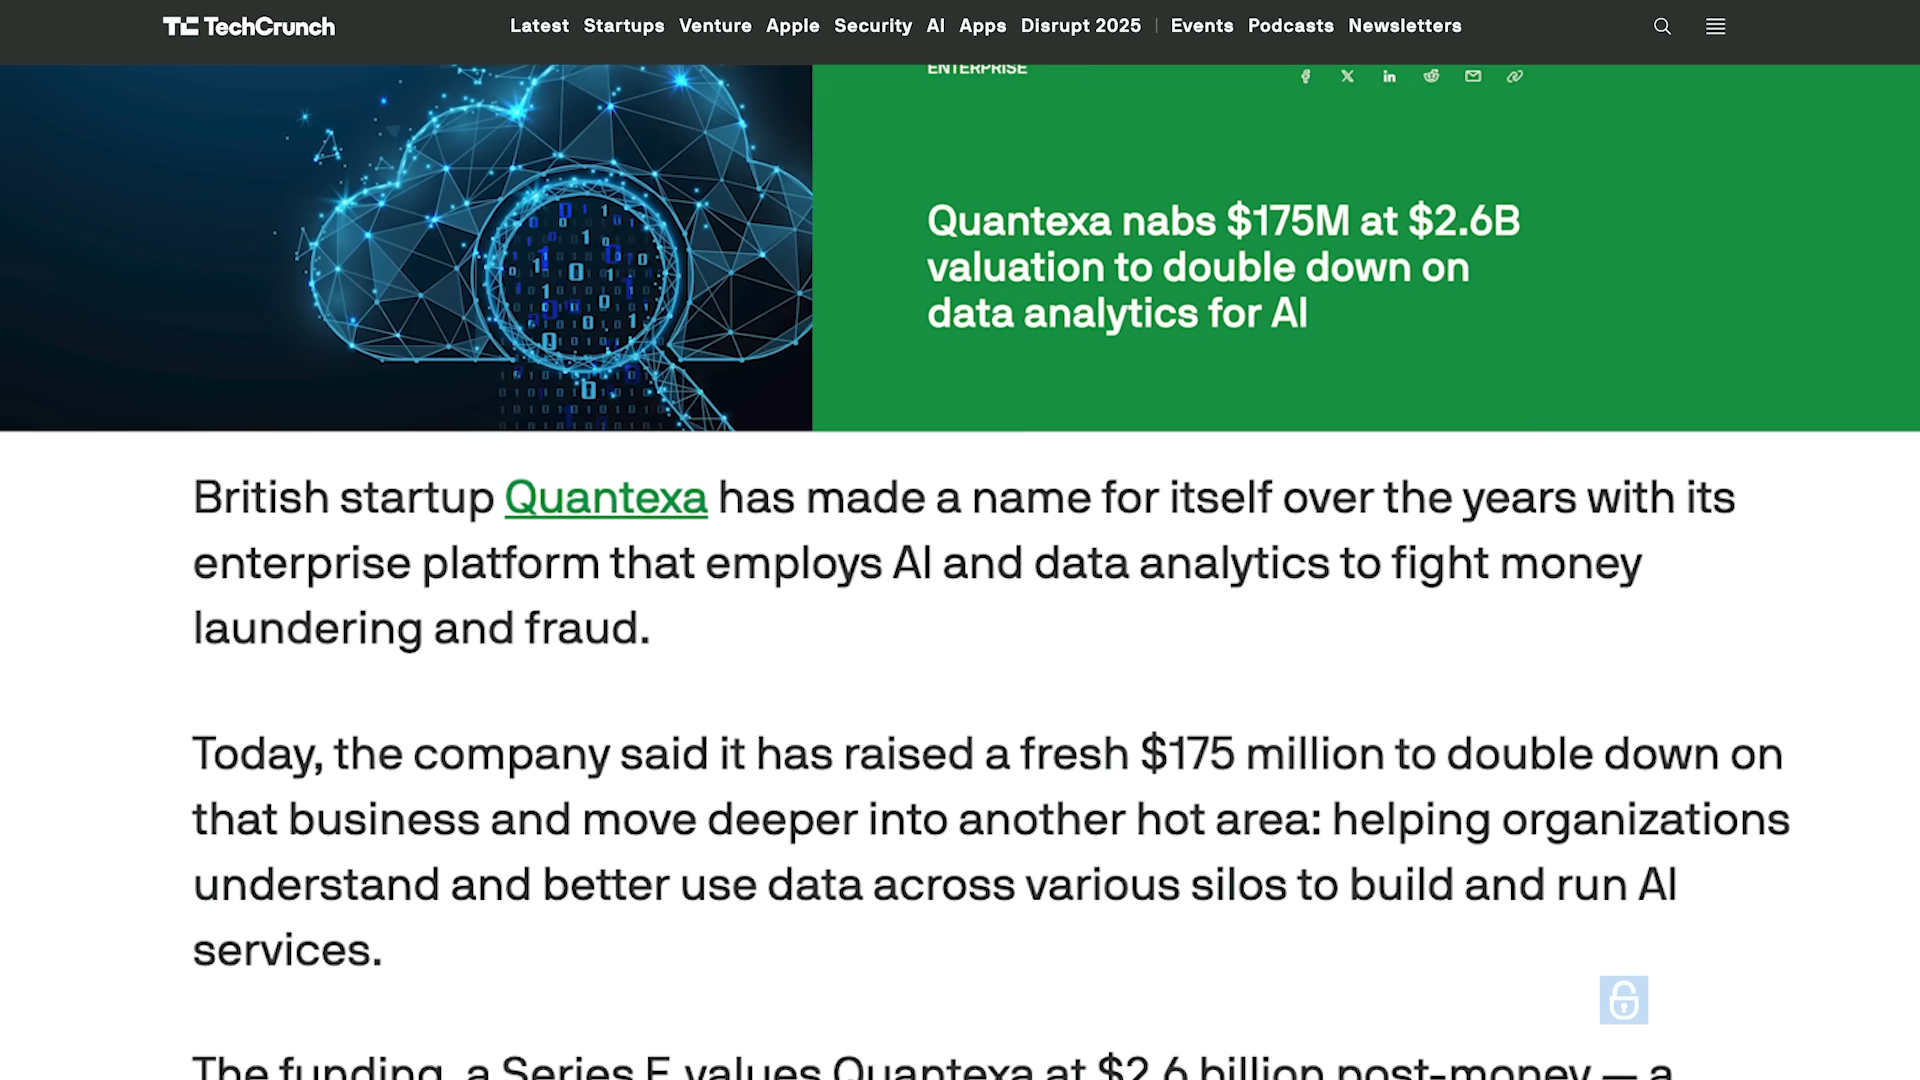 TechCrunch
Latest Startups Venture Apple Security AI Apps Disrupt 2025 | Events Podcasts Newsletters
ENTERPRISE
Quantexa nabs $175M at $2.6B
valuation to double down on
data analytics for AI
British startup Quantexa has made a name for itself over the years with its
enterprise platform that employs AI and data analytics to fight money
laundering and fraud.
Today, the company said it has raised a fresh $175 million to double down on
that business and move deeper into another hot area: helping organizations
understand and better use data across various silos to build and run AI
services.
The funding, a Series F, values Quantexa at $2.6 billion post-money — a